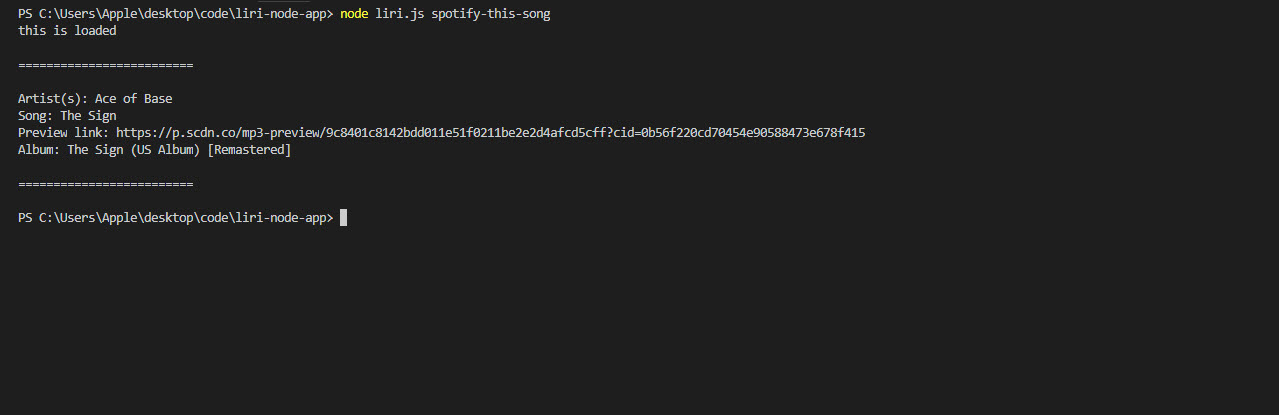 PS C:\Users\Apple\desktop\code\liri-node-app> node liri.js spotify-this-song
this is loaded
=========================
Artist(s): Ace of Base
Song: The Sign
Preview link: https://p.scdn.co/mp3-preview/9c8401c8142bdd011e51f0211be2e2d4afcd5cff?cid=0b56f220cd70454e90588473e678f415
Album: The Sign (US Album) [Remastered]
=========================
PS C:\Users\Apple\desktop\code\liri-node-app>